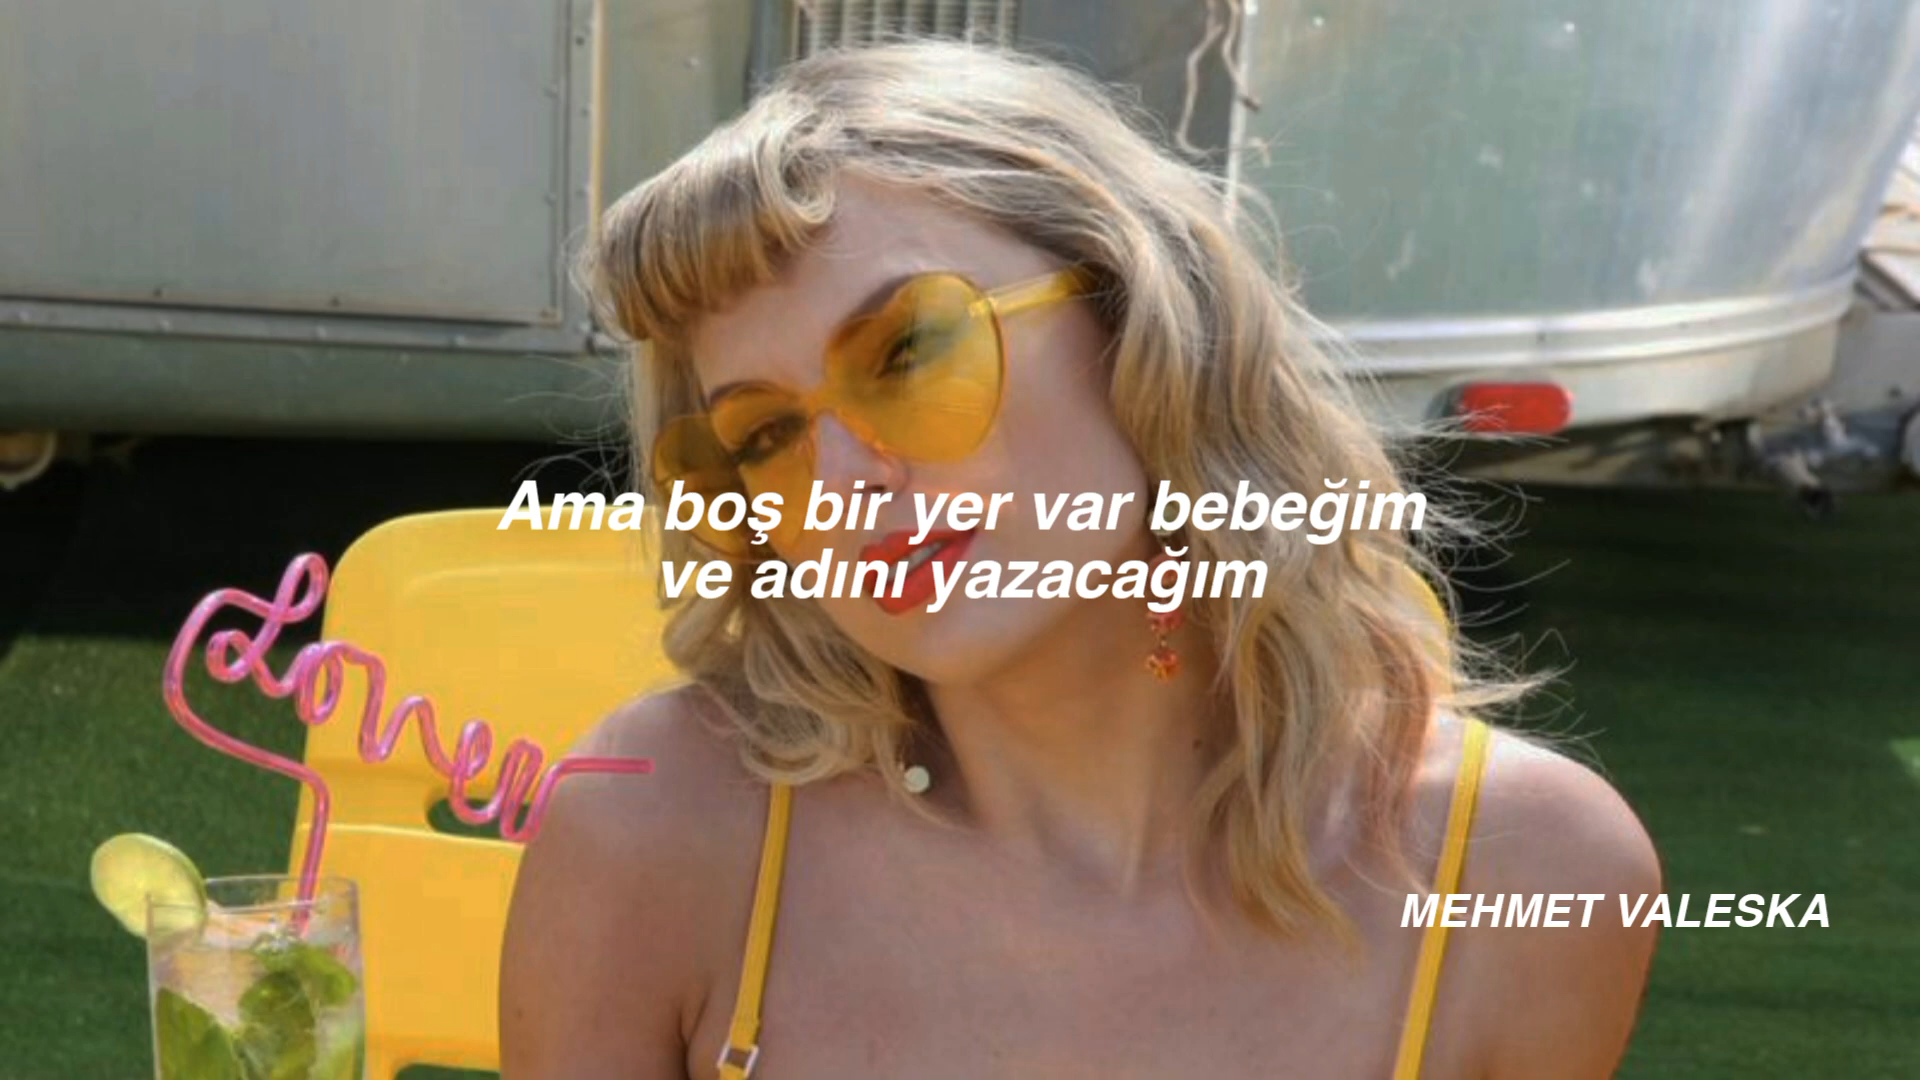 Ama boş bir yer var bebeğim
ve adını yazacağım
Lover
MEHMET VALESKA